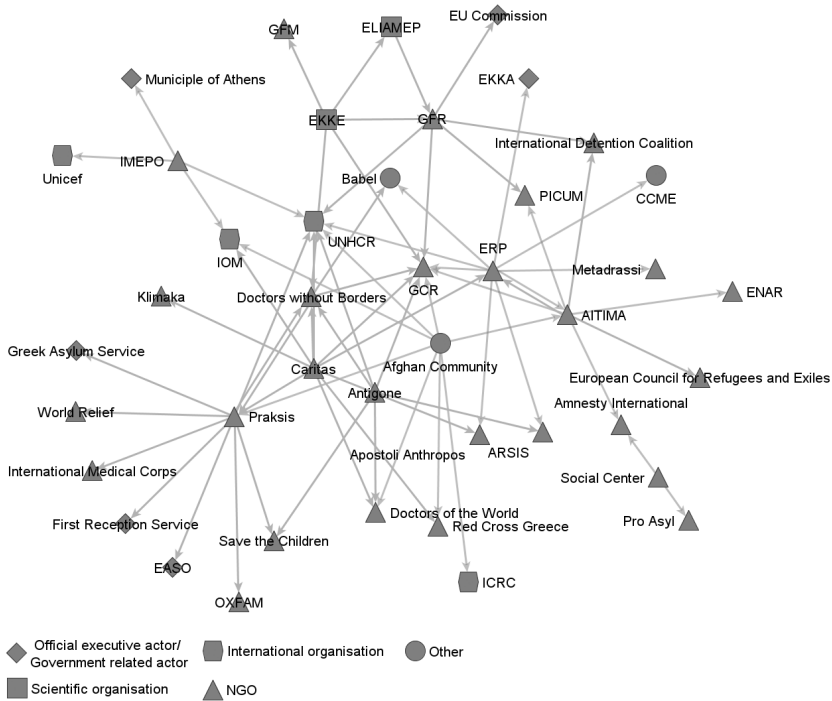 EU Commission
GFM
ELIAMEP
Municiple of Athens
EKKA
EKKE
GFR
International Detention Coalition
IMEPO
Unicef
Babel
PICUM
CCME
UNHCR
IOM
ERP
Metadrassi
GCR
Klimaka
Doctors without Borders
ENAR
AITIMA
Greek Asylum Service
Caritas
Afghan Community
European Council for Refugees and Exiles
Antigone
Amnesty International
World Relief
Praksis
Apostoli Anthropos
ARSIS
International Medical Corps
Social Center
First Reception Service
Doctors of the World
Red Cross Greece
Pro Asyl
Save the Children
EASO
ICRC
OXFAM
Official executive actor/
Government related actor
International organisation
Other
Scientific organisation
NGO